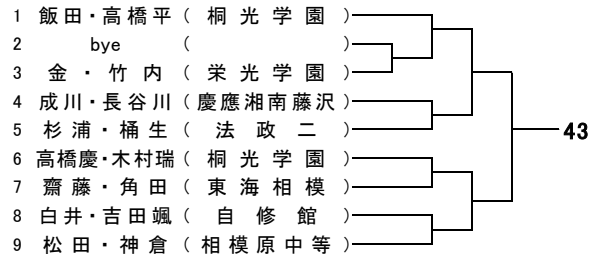 1 飯田・高橋平 ( 桐光学園 )
2 bye ( )
3 金・竹内 ( 栄光学園 )
4 成川・長谷川 ( 慶應湘南藤沢 )
43
5 杉浦・桶生 ( 法政二 )
6 高橋慶・木村瑞 ( 桐光学園 )
7 齋藤・角田 ( 東海相模 )
8 白井・吉田颯 ( 自修館 )
9 松田・神倉 ( 相模原中等 )